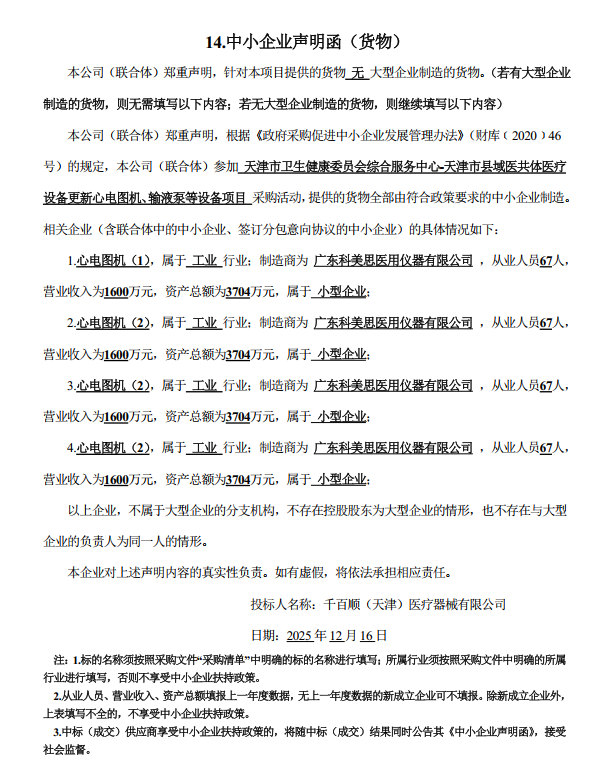 14.中小企业声明函（货物）
本公司（联合体）郑重声明，针对本项目提供的货物 无 大型企业制造的货物。（若有大型企业
制造的货物，则无需填写以下内容；若无大型企业制造的货物，则继续填写以下内容）
本公司（联合体）郑重声明，根据《政府采购促进中小企业发展管理办法》（财库﹝2020﹞46
号）的规定，本公司（联合体）参加 天津市卫生健康委员会综合服务中心-天津市县域医共体医疗
设备更新心电图机、输液泵等设备项目 采购活动，提供的货物全部由符合政策要求的中小企业制造。
相关企业（含联合体中的中小企业、签订分包意向协议的中小企业）的具体情况如下：
1.心电图机（1），属于 工业 行业；制造商为 广东科美思医用仪器有限公司 ，从业人员67人，
营业收入为1600万元，资产总额为3704万元，属于 小型企业；
2.心电图机（2），属于 工业 行业；制造商为 广东科美思医用仪器有限公司 ，从业人员67人，
营业收入为1600万元，资产总额为3704万元，属于 小型企业；
3.心电图机（2），属于 工业 行业；制造商为 广东科美思医用仪器有限公司 ，从业人员67人，
营业收入为1600万元，资产总额为3704万元，属于 小型企业；
4.心电图机（2），属于 工业 行业；制造商为 广东科美思医用仪器有限公司 ，从业人员67人，
营业收入为1600万元，资产总额为3704万元，属于 小型企业；
以上企业，不属于大型企业的分支机构，不存在控股股东为大型企业的情形，也不存在与大型
企业的负责人为同一人的情形。
本企业对上述声明内容的真实性负责。如有虚假，将依法承担相应责任。
投标人名称：千百顺（天津）医疗器械有限公司
日期：2025 年 12 月 16 日
注：1.标的名称须按照采购文件“采购清单”中明确的标的名称进行填写；所属行业须按照采购文件中明确的所属
行业进行填写，否则不享受中小企业扶持政策。
2.从业人员、营业收入、资产总额填报上一年度数据，无上一年度数据的新成立企业可不填报。除新成立企业外，
上表填写不全的，不享受中小企业扶持政策。
3.中标（成交）供应商享受中小企业扶持政策的，将随中标（成交）结果同时公告其《中小企业声明函》，接受
社会监督。